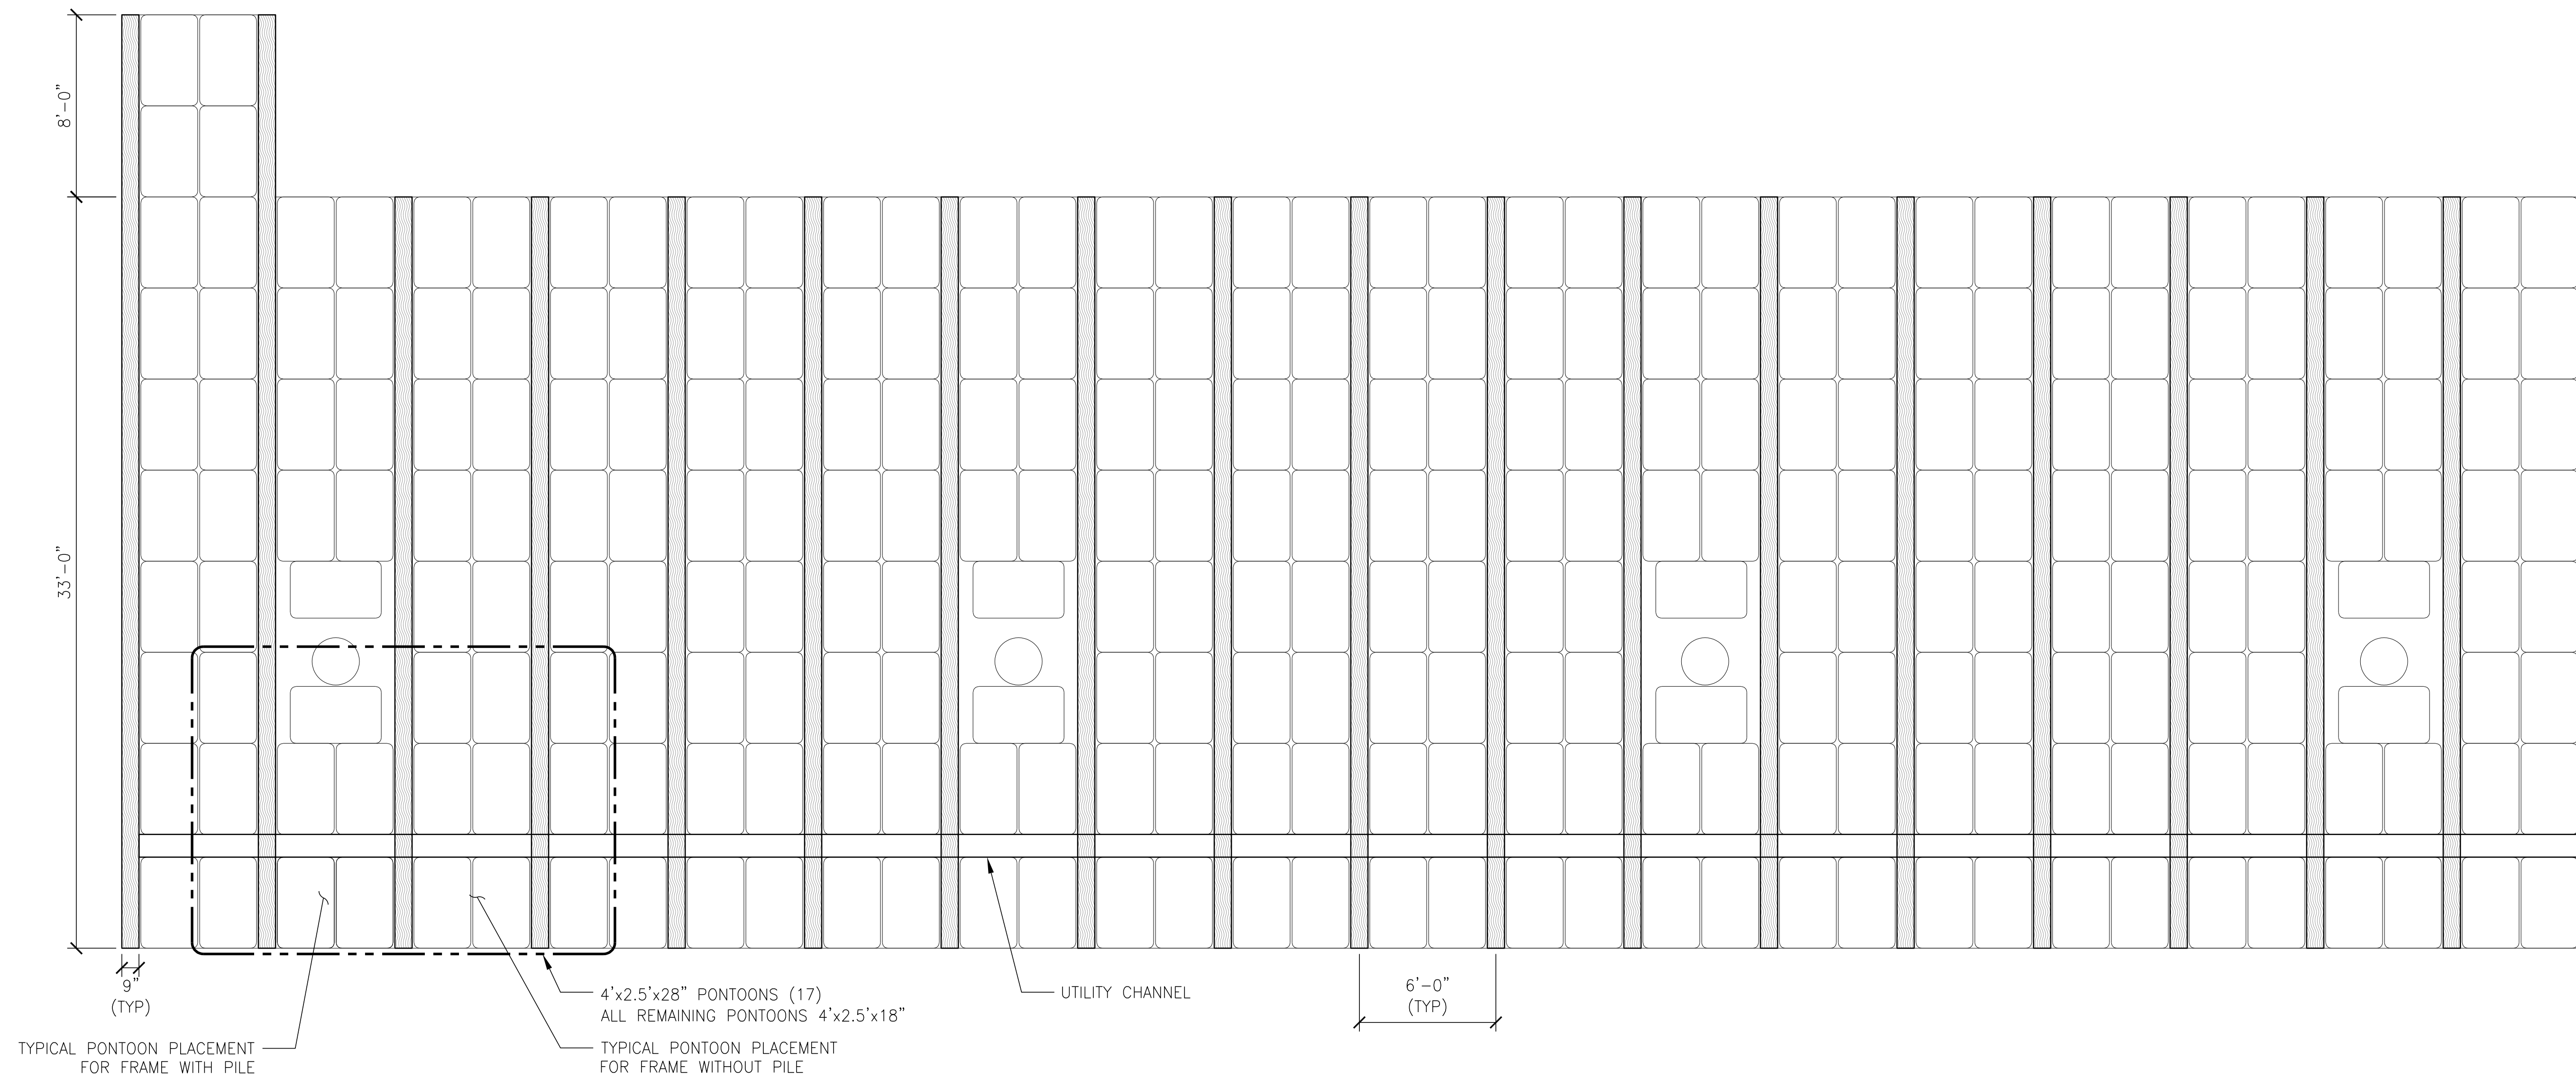 8'-0"
33'-0"
9"
(TYP)
4'x2.5'x28" PONTOONS (17)
ALL REMAINING PONTOONS 4'x2.5'x18"
UTILITY CHANNEL
6'-0"
(TYP)
TYPICAL PONTOON PLACEMENT
FOR FRAME WITH PILE
TYPICAL PONTOON PLACEMENT
FOR FRAME WITHOUT PILE